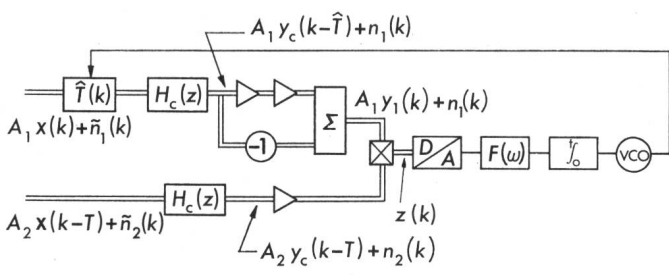 A₁ y_c(k-T̂)+n₁(k)
T̂(k)
H_c(z)
A₁ y₁(k)+n₁(k)
Σ
-1
A₁ x(k)+ñ₁(k)
D/A
F(ω)
∫₀ᵗ
VCO
z(k)
H_c(z)
A₂ x(k-T)+ñ₂(k)
A₂ y_c(k-T)+n₂(k)